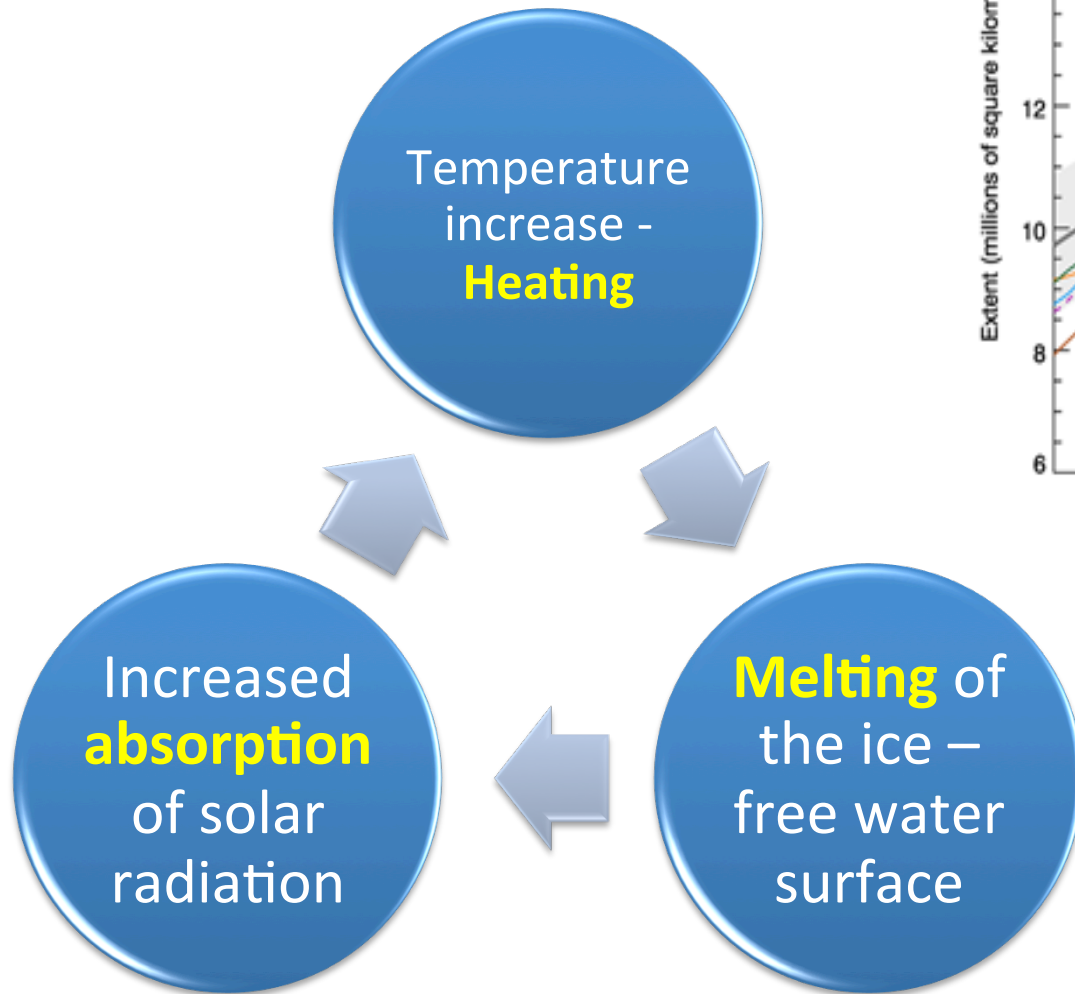 Temperature
increase -
Heating
Increased
absorption
of solar
radiation
Melting of
the ice –
free water
surface
Extent (millions of square
12
10
8
6